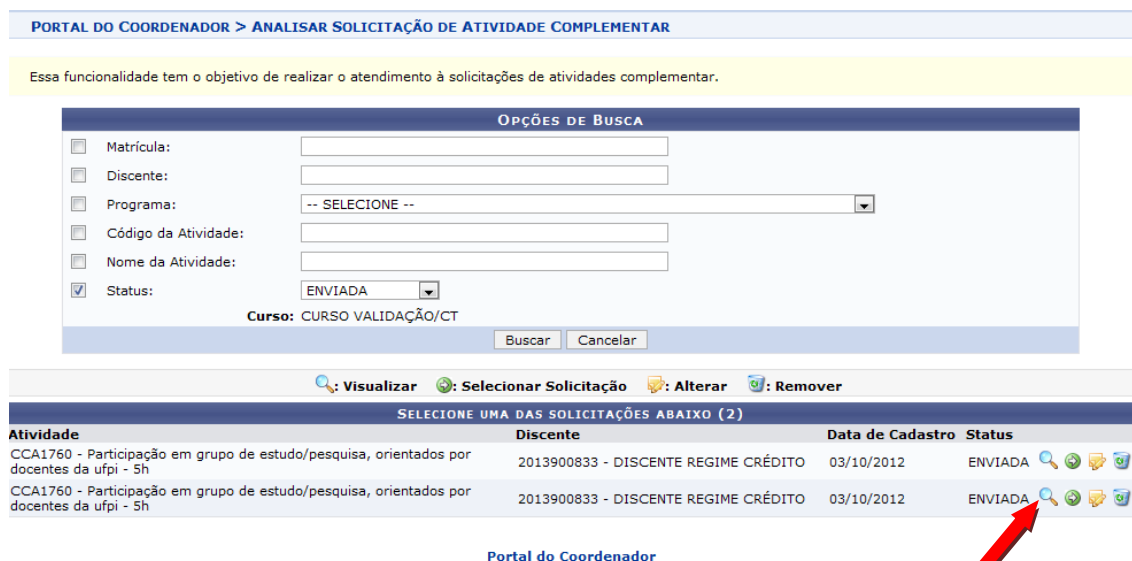 PORTAL DO COORDENADOR > ANALISAR SOLICITAÇÃO DE ATIVIDADE COMPLEMENTAR
Essa funcionalidade tem o objetivo de realizar o atendimento à solicitações de atividades complementar.
OPÇÕES DE BUSCA
Matrícula:
Discente:
Programa: -- SELECIONE --
Código da Atividade:
Nome da Atividade:
Status: ENVIADA
Curso: CURSO VALIDAÇÃO/CT
Buscar Cancelar
: Visualizar : Selecionar Solicitação : Alterar : Remover
SELECIONE UMA DAS SOLICITAÇÕES ABAIXO (2)
Atividade Discente Data de Cadastro Status
CCA1760 - Participação em grupo de estudo/pesquisa, orientados por
docentes da ufpi - 5h 2013900833 - DISCENTE REGIME CRÉDITO 03/10/2012 ENVIADA
CCA1760 - Participação em grupo de estudo/pesquisa, orientados por
docentes da ufpi - 5h 2013900833 - DISCENTE REGIME CRÉDITO 03/10/2012 ENVIADA
Portal do Coordenador